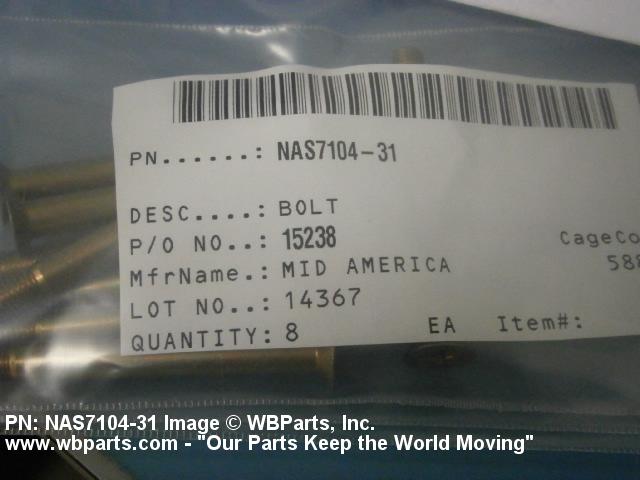 PN......: NAS7104-31
DESC....: BOLT
P/O NO..: 15238
CageCo
MfrName.: MID AMERICA
588
LOT NO..: 14367
QUANTITY: 8 EA Item#:
PN: NAS7104-31 Image © WBParts, Inc.
www.wbparts.com - "Our Parts Keep the World Moving"